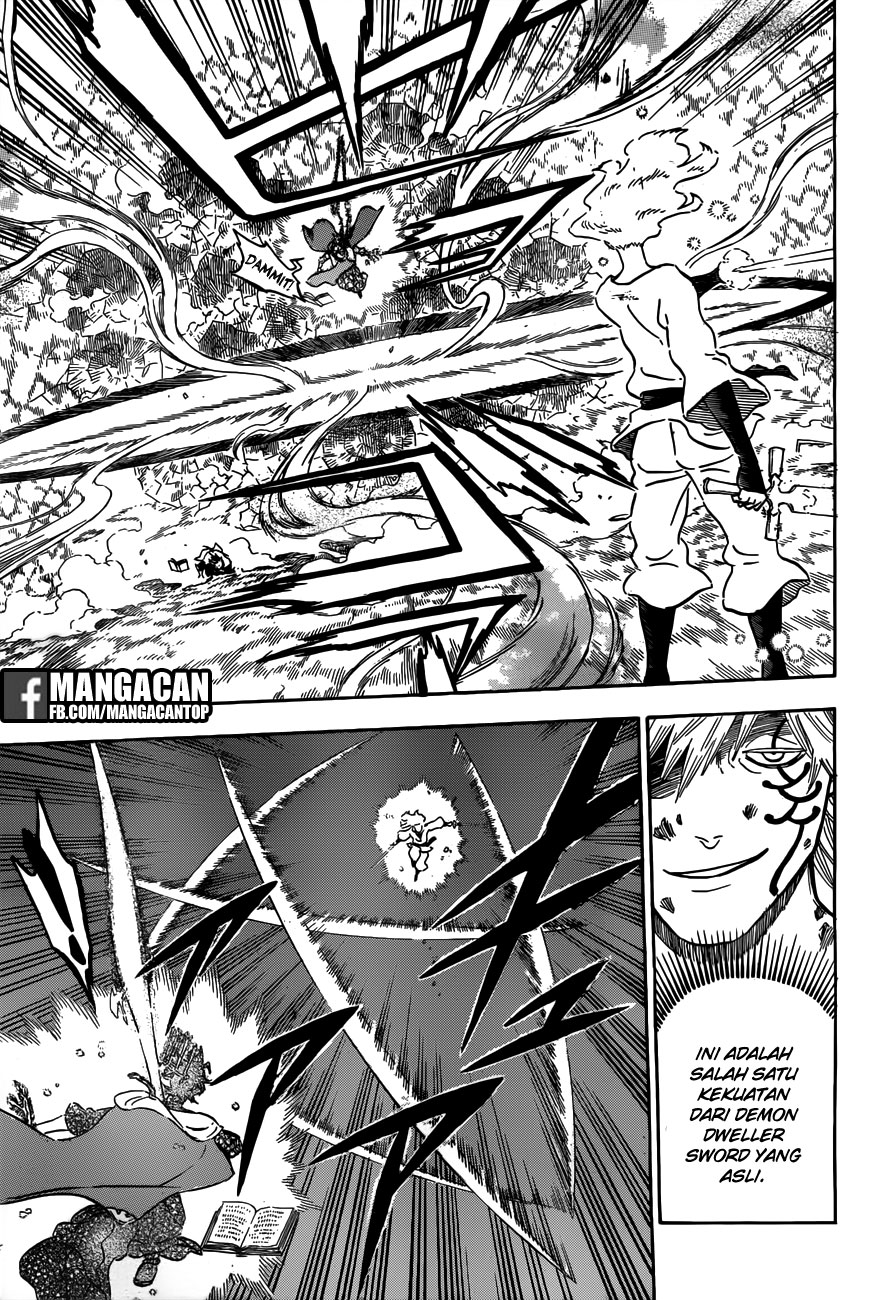 DAMMIT!
f MANGACAN
FB.COM/MANGACANTOP
INI ADALAH
SALAH SATU
KEKUATAN
DARI DEMON
DWELLER
SWORD YANG
ASLI.